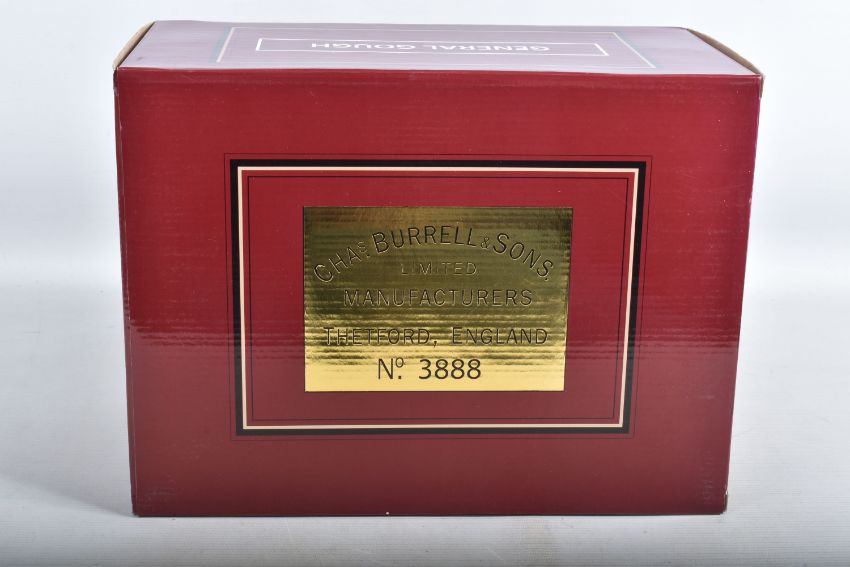 GENERAL GOUGH
CHAS. BURRELL & SONS,
LIMITED
MANUFACTURERS
THETFORD, ENGLAND
No. 3888